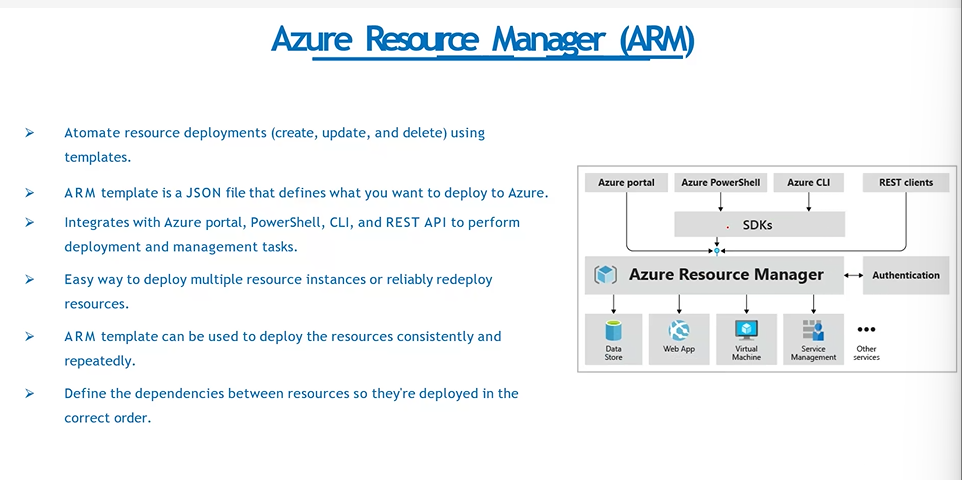 Azure Resource Manager (ARM)
➢ Atomate resource deployments (create, update, and delete) using
templates.
➢ ARM template is a JSON file that defines what you want to deploy to Azure.
➢ Integrates with Azure portal, PowerShell, CLI, and REST API to perform
deployment and management tasks.
➢ Easy way to deploy multiple resource instances or reliably redeploy
resources.
➢ ARM template can be used to deploy the resources consistently and
repeatedly.
➢ Define the dependencies between resources so they're deployed in the
correct order.
Azure portal Azure PowerShell Azure CLI REST clients
SDKs
Azure Resource Manager Authentication
Data
Store
Web App
Virtual
Machine
Service
Management
Other
services